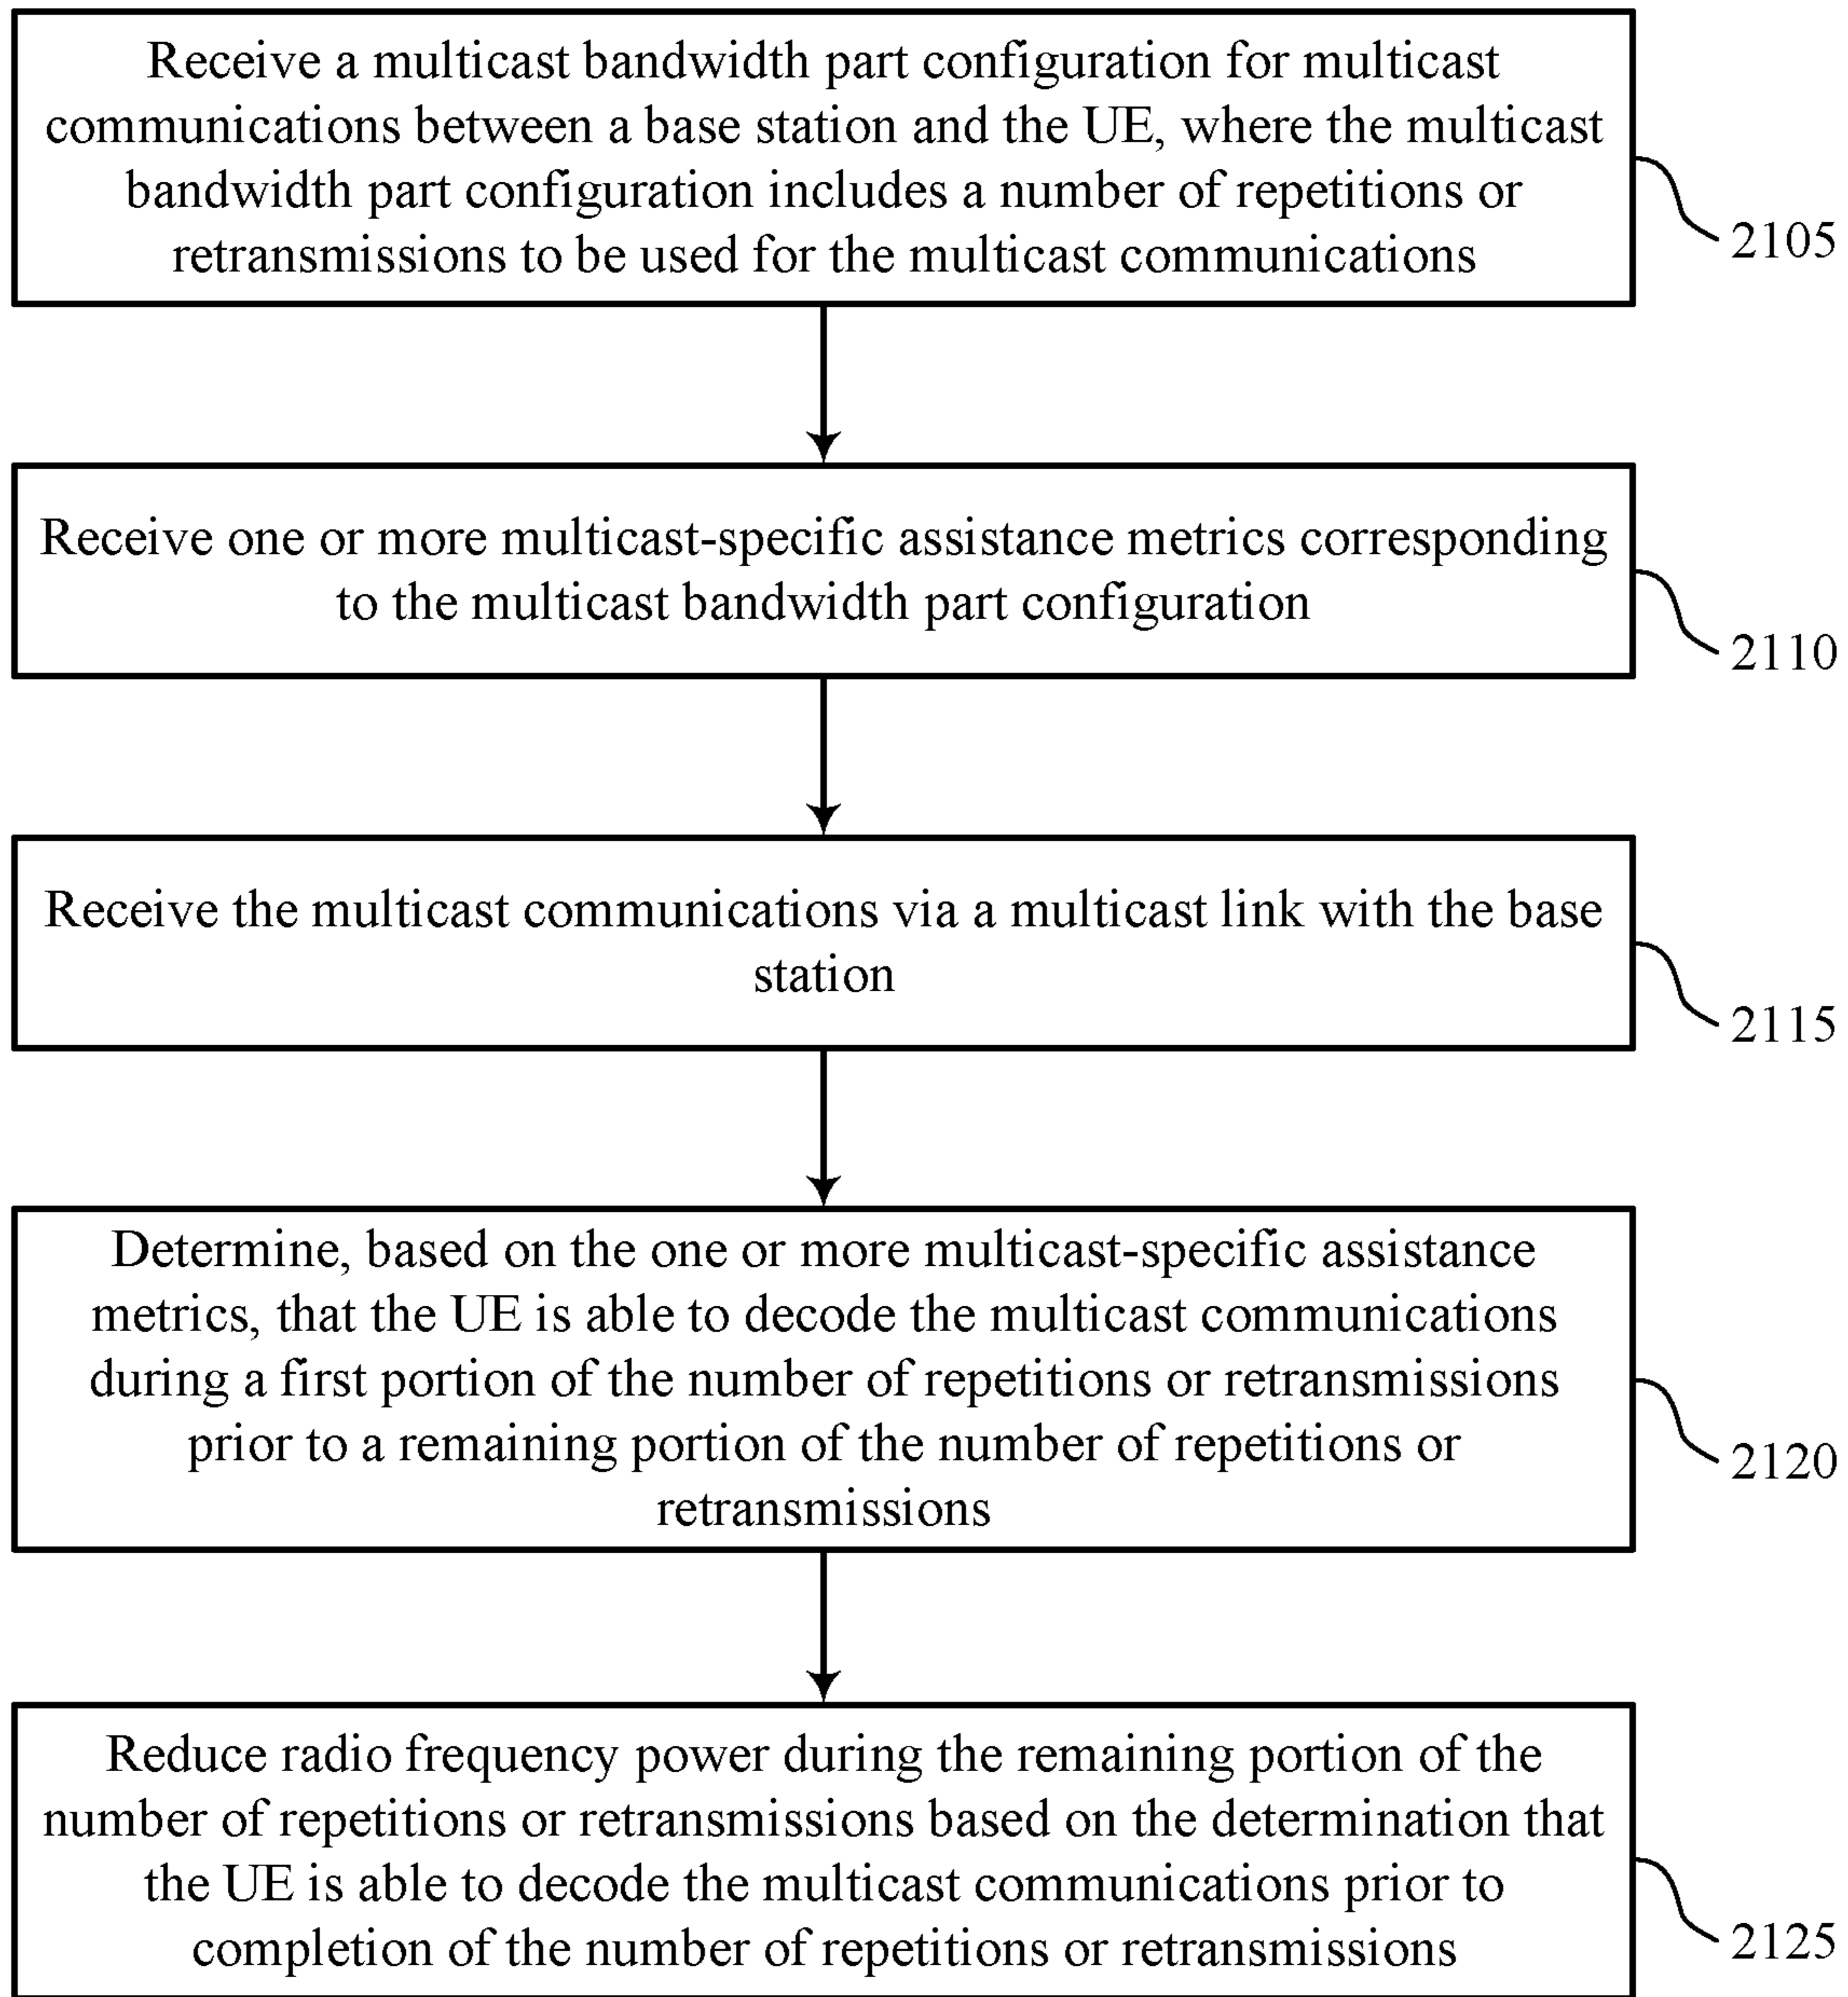 Receive a multicast bandwidth part configuration for multicast
communications between a base station and the UE, where the multicast
bandwidth part configuration includes a number of repetitions or
retransmissions to be used for the multicast communications
2105
Receive one or more multicast-specific assistance metrics corresponding
to the multicast bandwidth part configuration
2110
Receive the multicast communications via a multicast link with the base
station
2115
Determine, based on the one or more multicast-specific assistance
metrics, that the UE is able to decode the multicast communications
during a first portion of the number of repetitions or retransmissions
prior to a remaining portion of the number of repetitions or
retransmissions
2120
Reduce radio frequency power during the remaining portion of the
number of repetitions or retransmissions based on the determination that
the UE is able to decode the multicast communications prior to
completion of the number of repetitions or retransmissions
2125